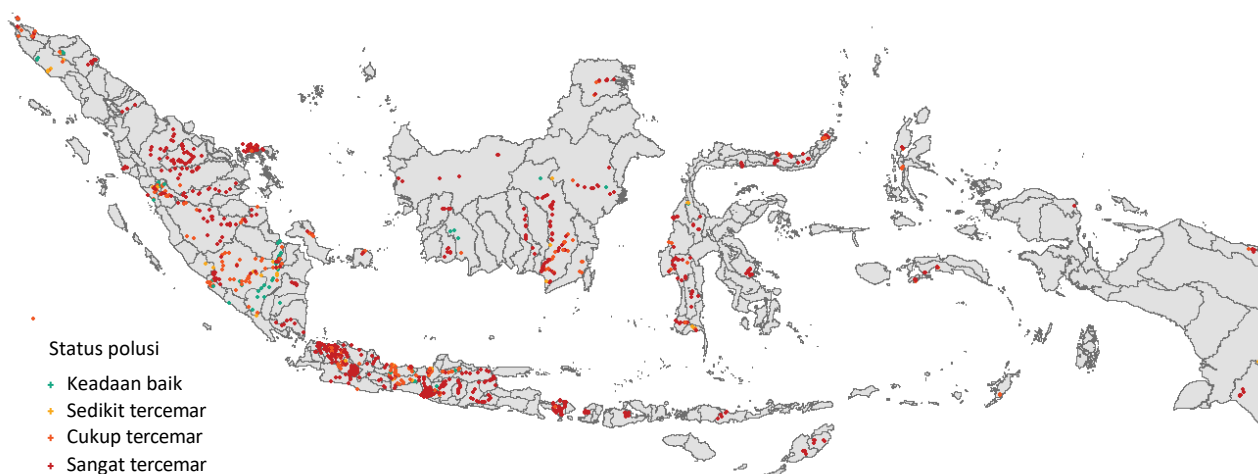 Status polusi
Keadaan baik
Sedikit tercemar
Cukup tercemar
Sangat tercemar